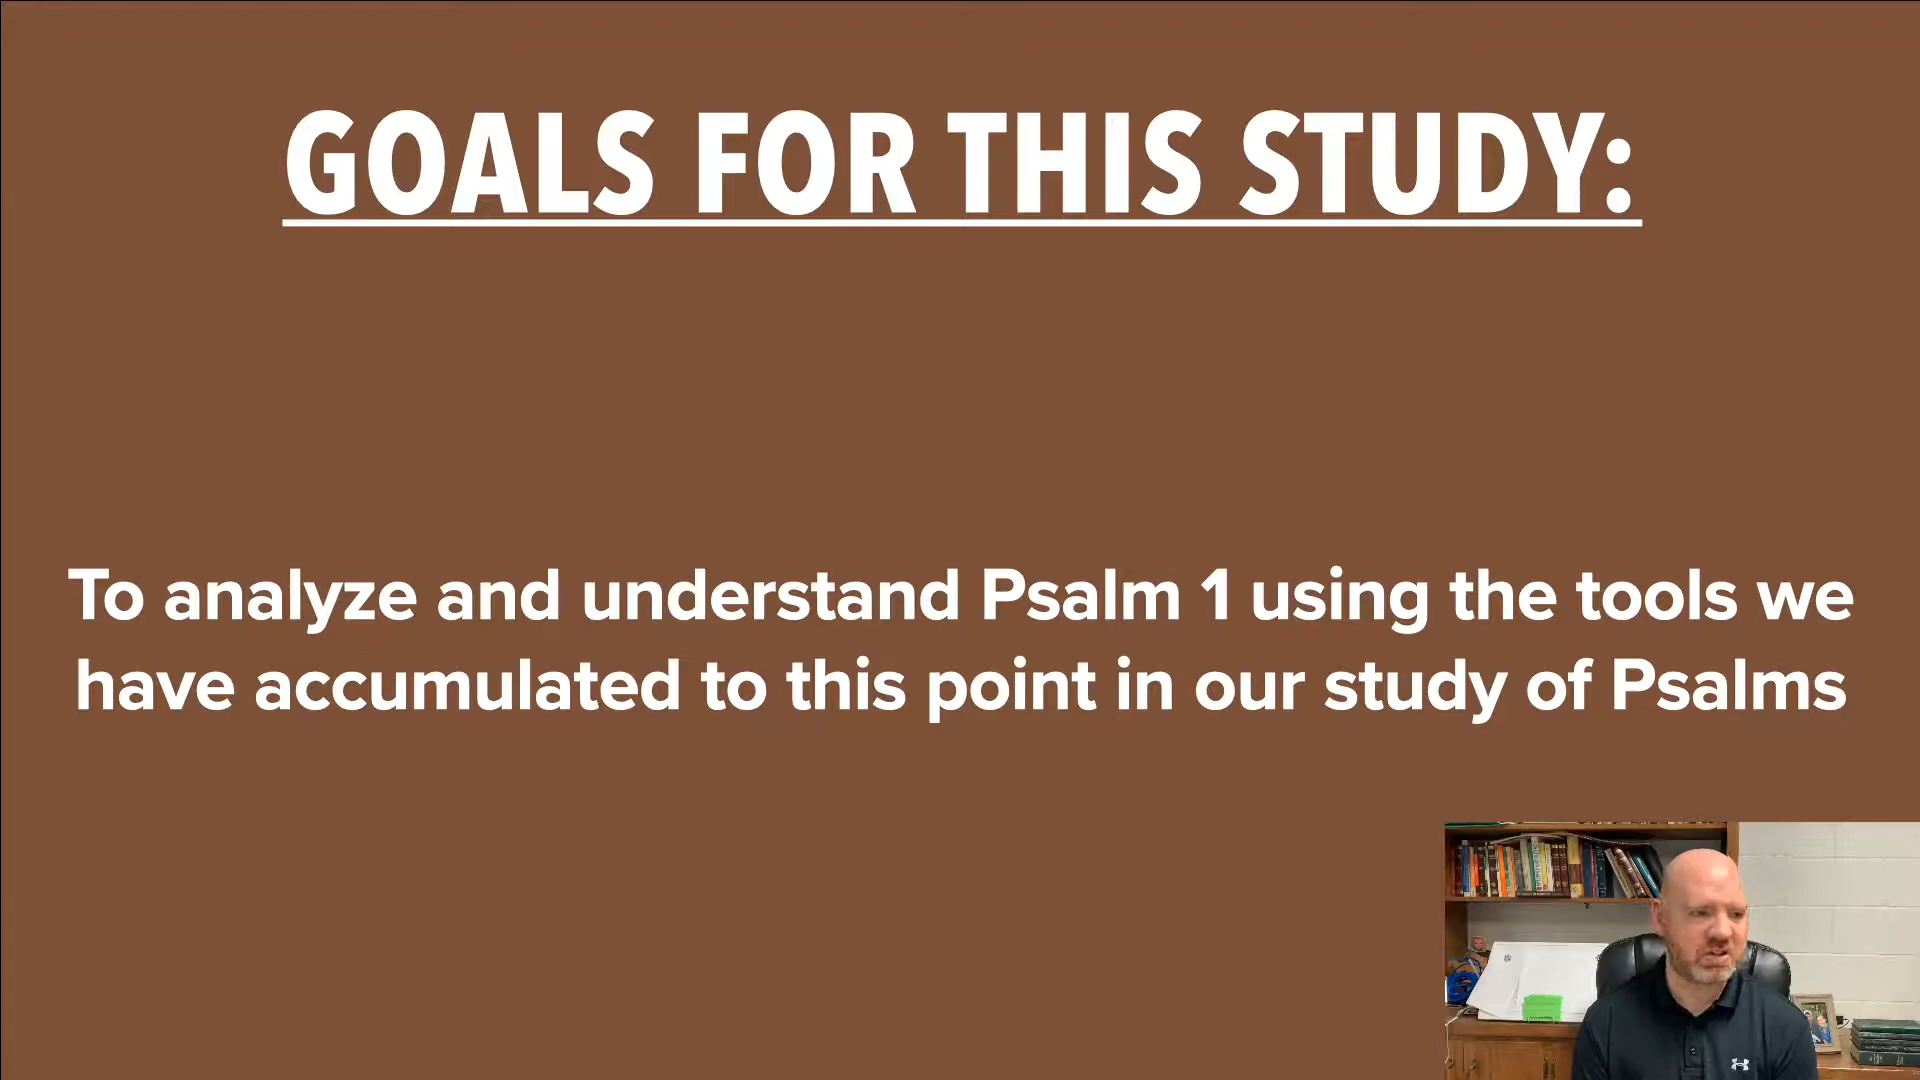 GOALS FOR THIS STUDY:
To analyze and understand Psalm 1 using the tools we
have accumulated to this point in our study of Psalms